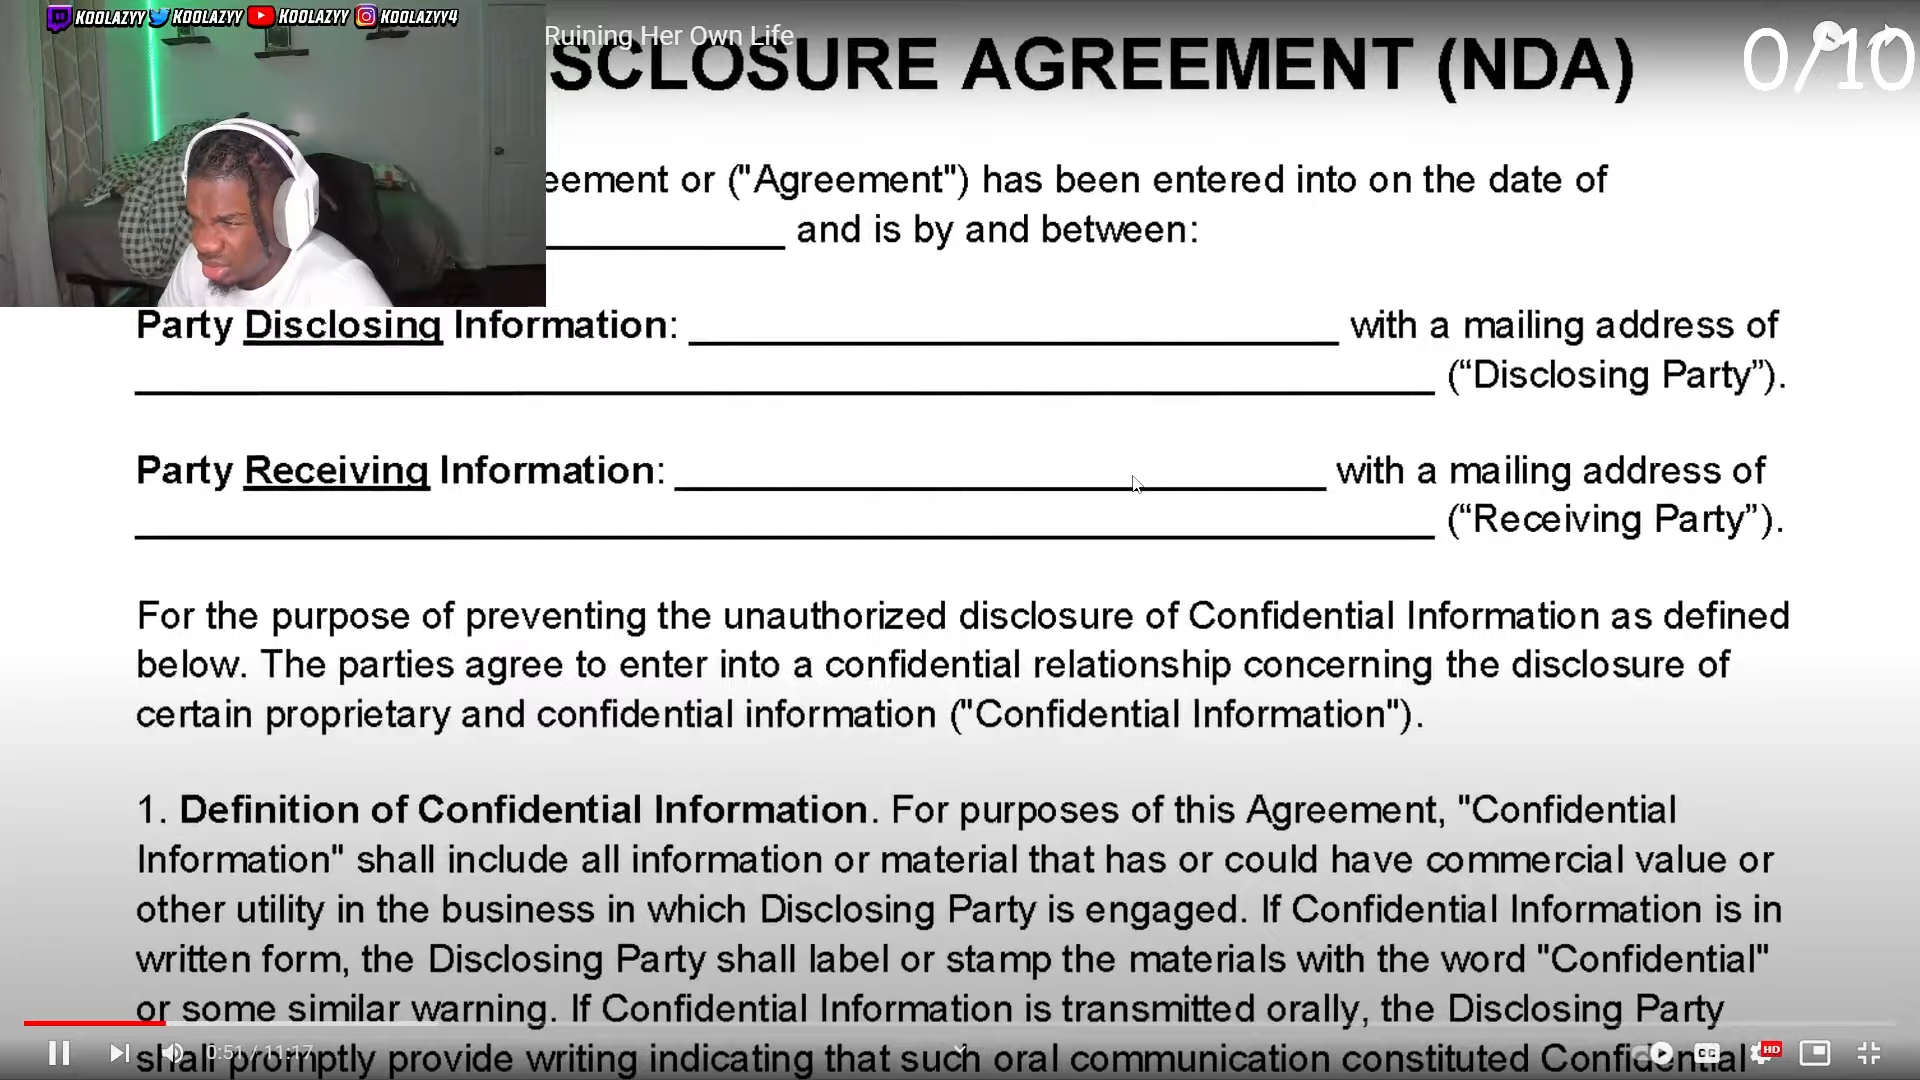 KOOLAZYY KOOLAZYY KOOLAZYY KOOLAZYY4
Ruining Her Own Life
0/10
SCLOSURE AGREEMENT (NDA)
eement or ("Agreement") has been entered into on the date of
and is by and between:
Party Disclosing Information: with a mailing address of
(“Disclosing Party”).
Party Receiving Information: with a mailing address of
(“Receiving Party”).
For the purpose of preventing the unauthorized disclosure of Confidential Information as defined
below. The parties agree to enter into a confidential relationship concerning the disclosure of
certain proprietary and confidential information ("Confidential Information").
1. Definition of Confidential Information. For purposes of this Agreement, "Confidential
Information" shall include all information or material that has or could have commercial value or
other utility in the business in which Disclosing Party is engaged. If Confidential Information is in
written form, the Disclosing Party shall label or stamp the materials with the word "Confidential"
or some similar warning. If Confidential Information is transmitted orally, the Disclosing Party
shall promptly provide writing indicating that such oral communication constituted Confidential
0:51 / 11:17
CC
HD